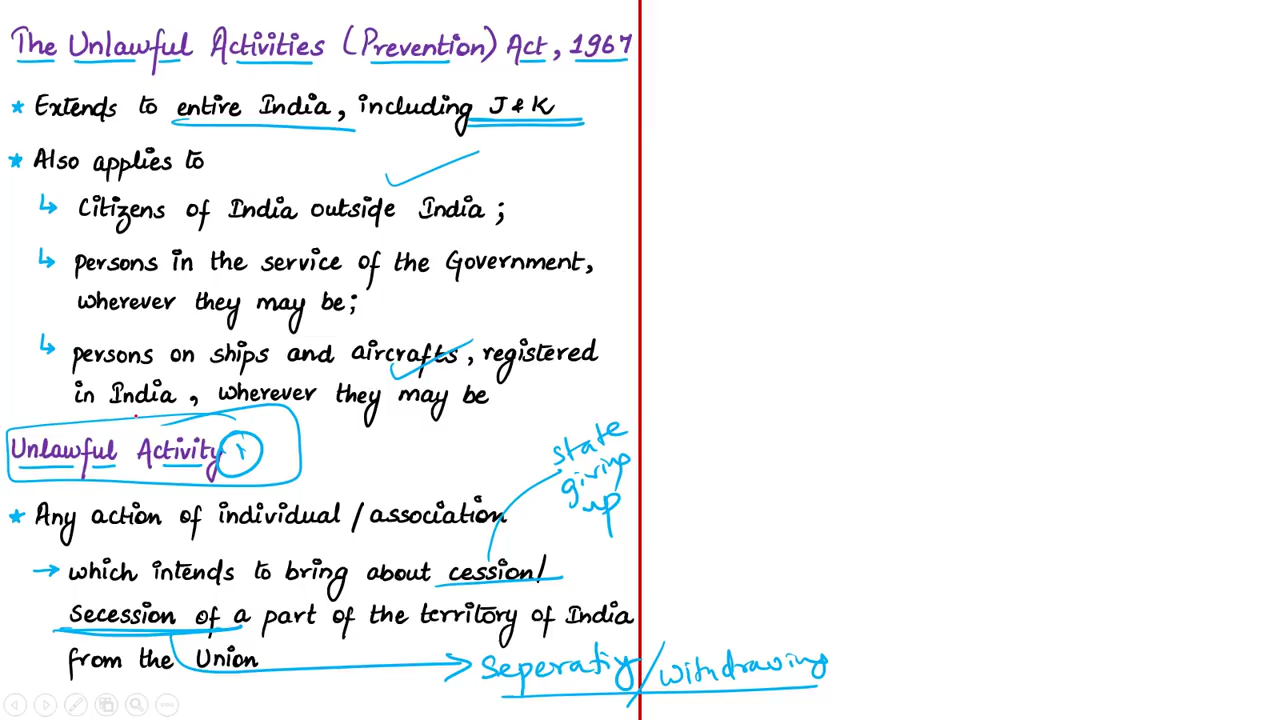 The Unlawful Activities (Prevention) Act, 1967
* Extends to entire India, including J & K
* Also applies to
↳ Citizens of India outside India;
↳ persons in the service of the Government,
wherever they may be;
↳ persons on ships and aircrafts, registered
in India, wherever they may be
Unlawful Activity
state
giving
up
* Any action of individual/association
→ which intends to bring about cession/
secession of a part of the territory of India
from the Union
seperatig/withdrawing